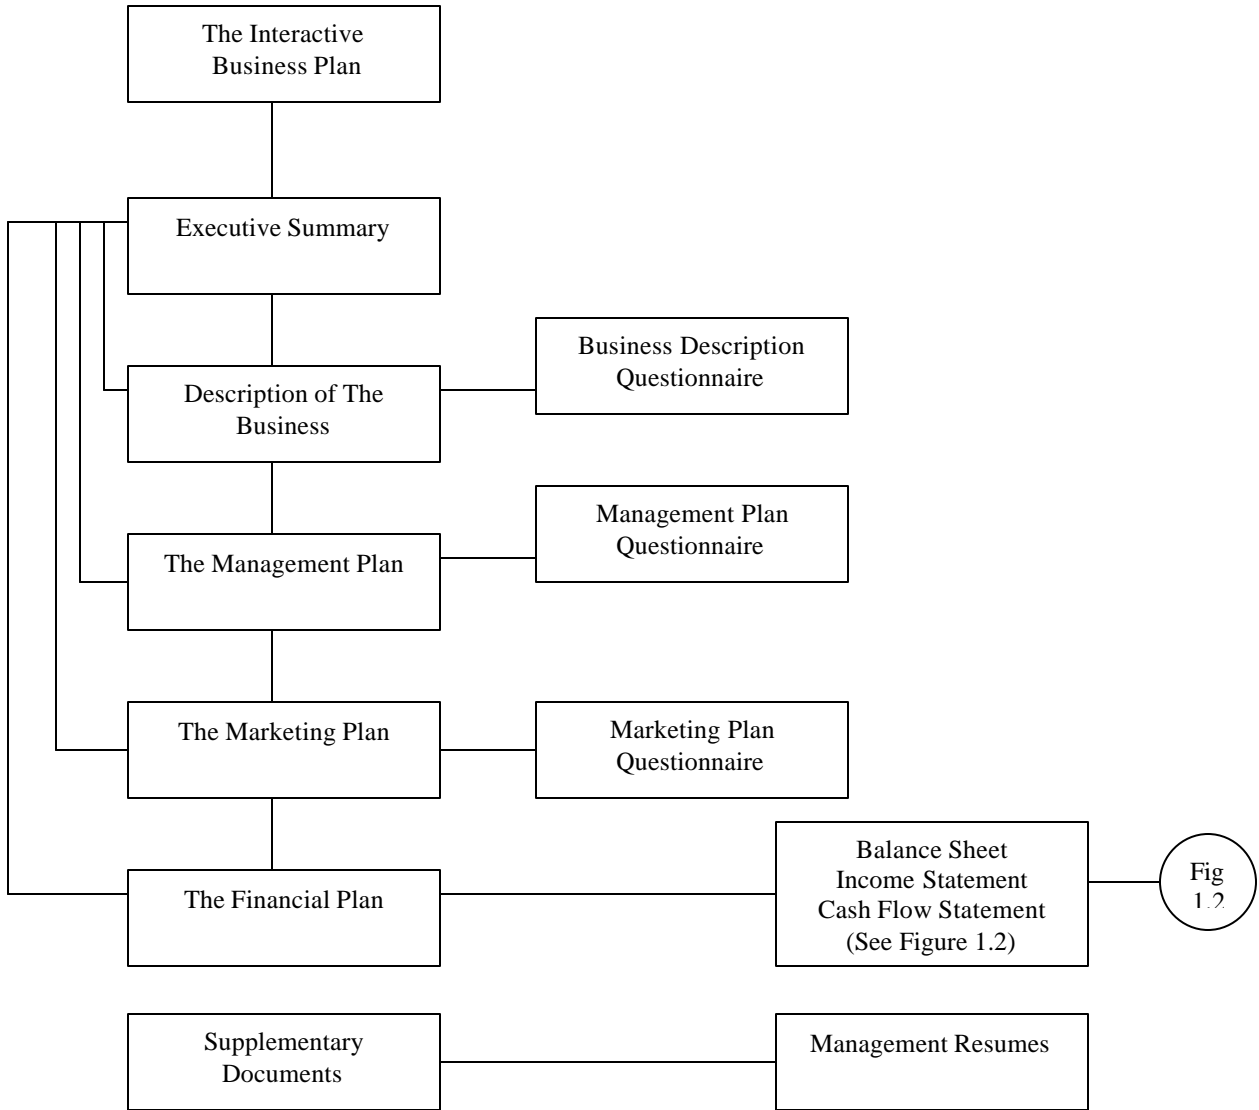 The Interactive
Business Plan
Executive Summary
Business Description
Questionnaire
Description of The
Business
Management Plan
Questionnaire
The Management Plan
The Marketing Plan
Marketing Plan
Questionnaire
Balance Sheet
Income Statement
Cash Flow Statement
(See Figure 1.2)
Fig
1.2
The Financial Plan
Supplementary
Documents
Management Resumes